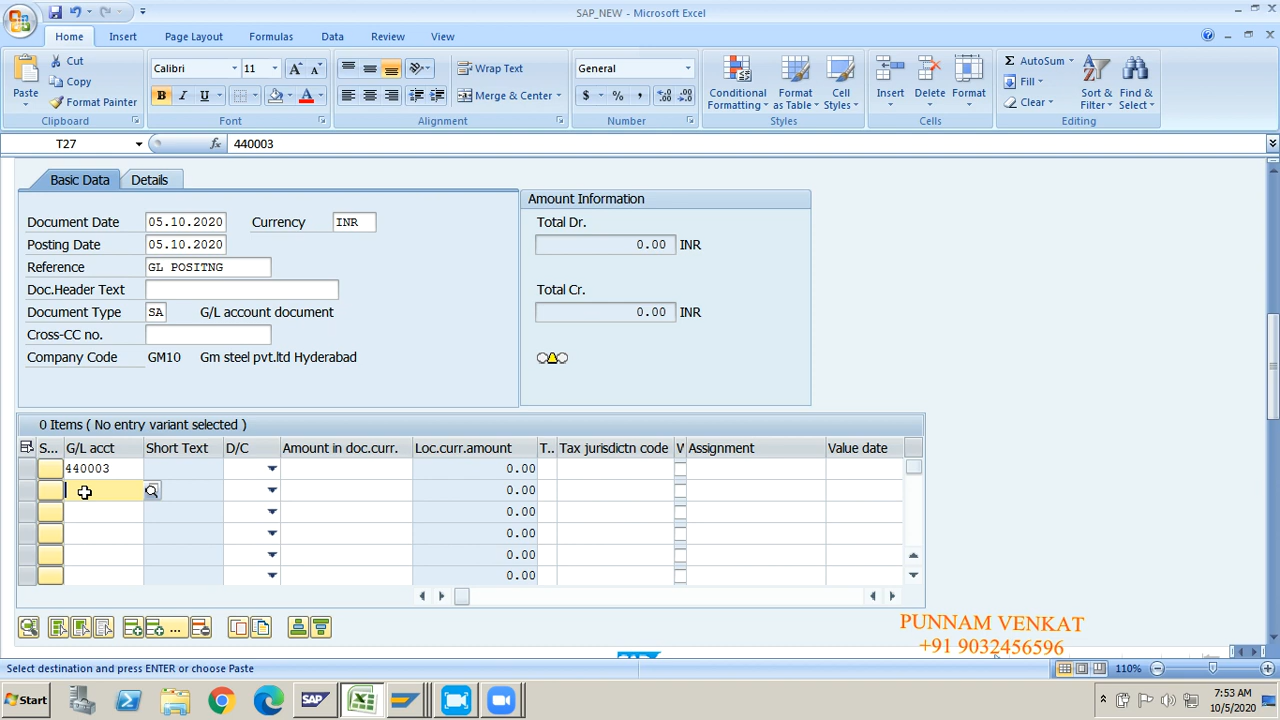 SAP_NEW - Microsoft Excel
Home Insert Page Layout Formulas Data Review View
Cut
Copy
Format Painter
Paste
Clipboard
Calibri 11
B I U
Font
Wrap Text
Merge & Center
Alignment
General
$ % ,
Number
Conditional Formatting
Format as Table
Cell Styles
Styles
Insert Delete Format
Cells
AutoSum
Fill
Clear
Sort & Filter
Find & Select
Editing
T27 fx 440003
Basic Data Details
Document Date 05.10.2020 Currency INR
Posting Date 05.10.2020
Reference GL POSITNG
Doc.Header Text
Document Type SA G/L account document
Cross-CC no.
Company Code GM10 Gm steel pvt.ltd Hyderabad
Amount Information
Total Dr.
0.00 INR
Total Cr.
0.00 INR
0 Items ( No entry variant selected )
S... G/L acct Short Text D/C Amount in doc.curr. Loc.curr.amount T.. Tax jurisdictn code V Assignment Value date
440003 0.00
0.00
0.00
0.00
0.00
0.00
PUNNAM VENKAT
+91 9032456596
SAP
Select destination and press ENTER or choose Paste 110%
Start SAP 7:53 AM
10/5/2020